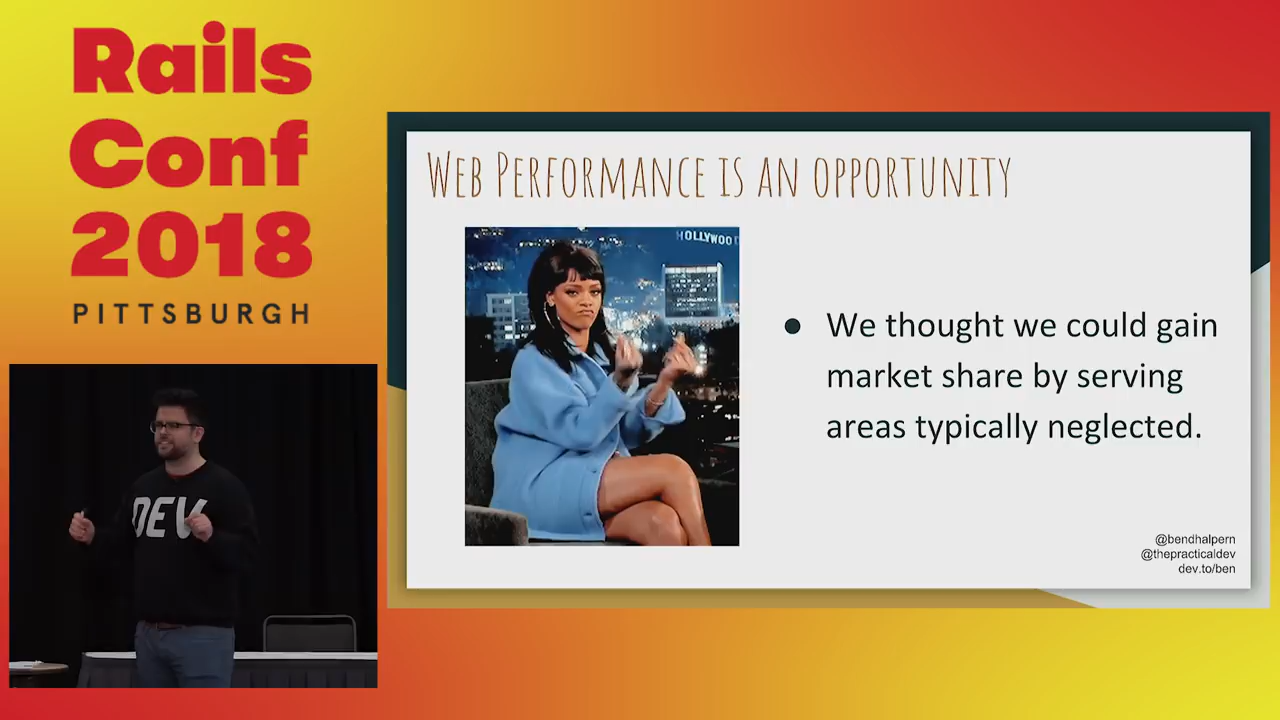 Rails
Conf
2018
PITTSBURGH
WEB PERFORMANCE IS AN OPPORTUNITY
HOLLYWOO
● We thought we could gain
market share by serving
areas typically neglected.
@bendhalpern
@thepracticaldev
dev.to/ben
DEV